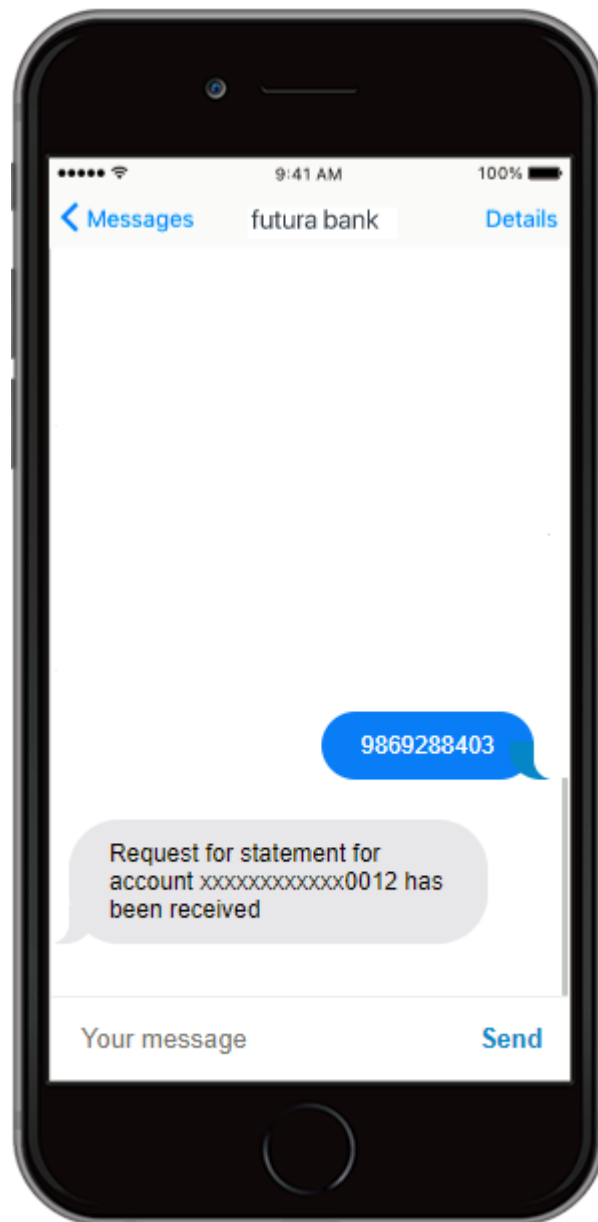 9:41 AM
100%
Messages
futura bank
Details
9869288403
Request for statement for
account xxxxxxxxxxxx0012 has
been received
Your message
Send